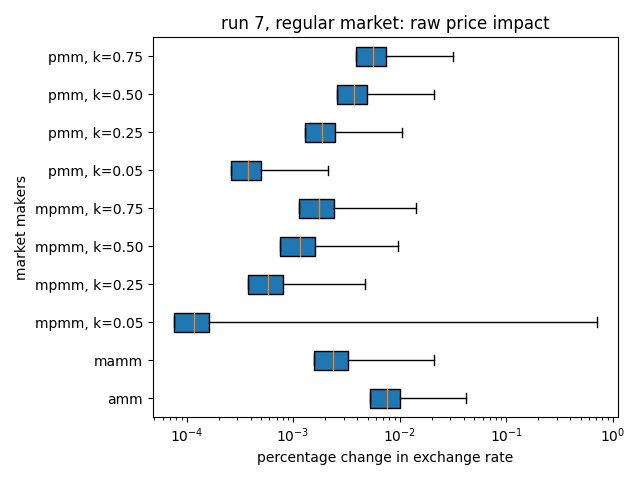 run 7, regular market: raw price impact
pmm, k=0.75
pmm, k=0.50
pmm, k=0.25
pmm, k=0.05
mpmm, k=0.75
mpmm, k=0.50
mpmm, k=0.25
mpmm, k=0.05
mamm
amm
market makers
10⁻⁴ 10⁻³ 10⁻² 10⁻¹ 10⁰
percentage change in exchange rate